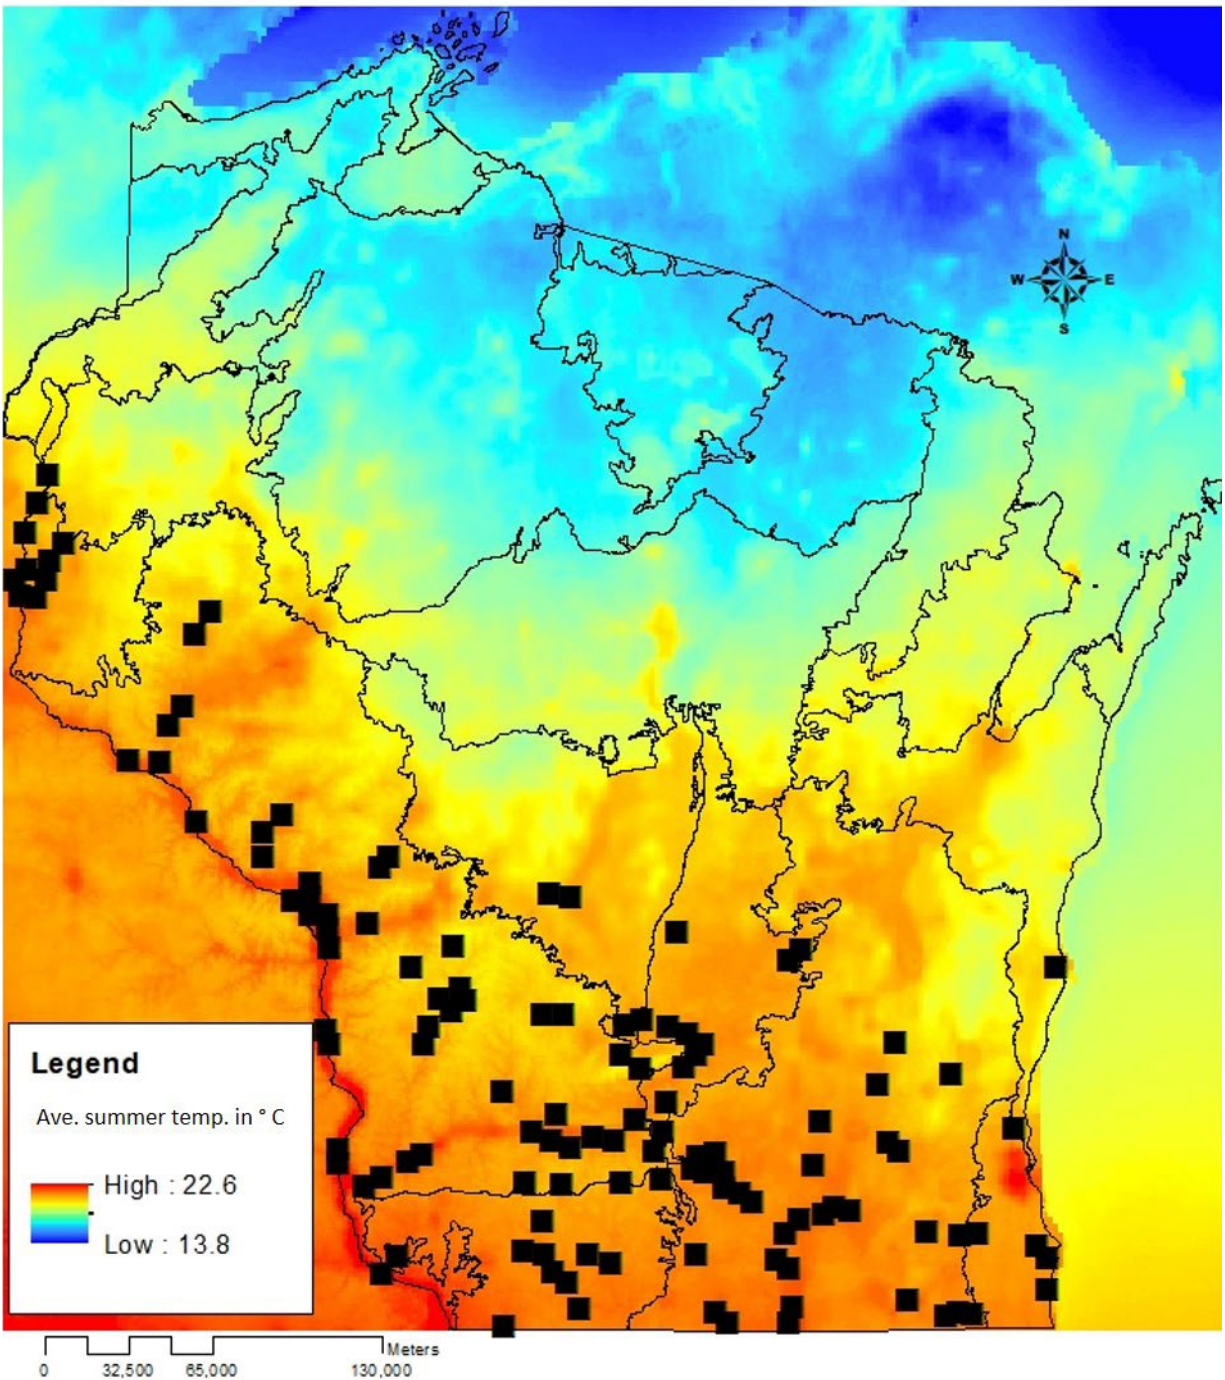 N
W E
S
Legend
Ave. summer temp. in ° C
High : 22.6
Low : 13.8
Meters
0 32,500 65,000 130,000